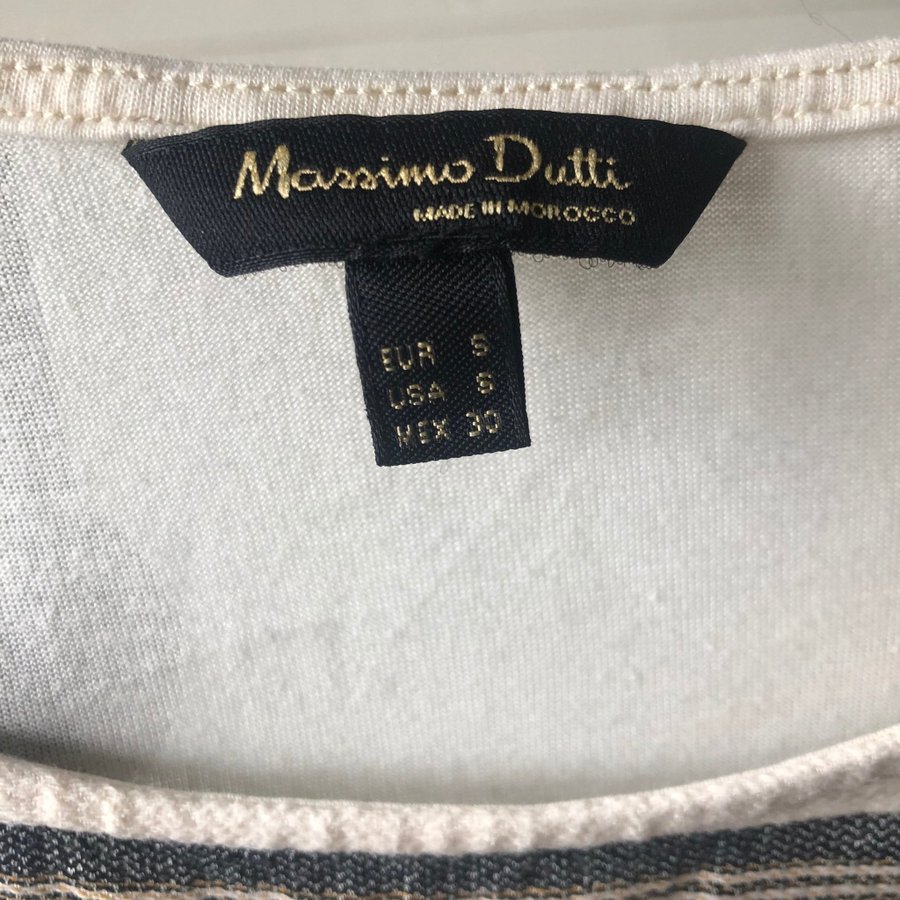 Massimo Dutti
MADE IN MOROCCO
EUR S
USA S
MEX 30